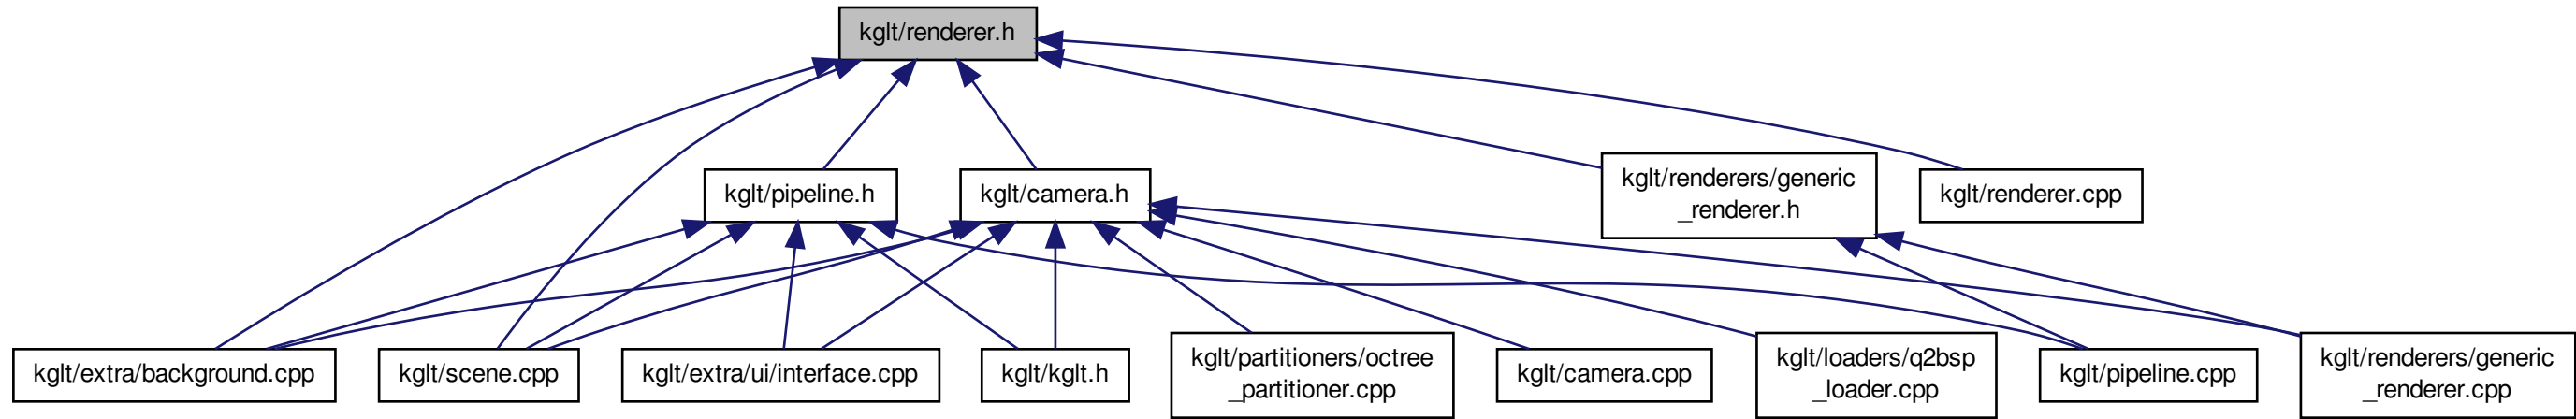 kglt/renderer.h
kglt/pipeline.h
kglt/camera.h
kglt/renderers/generic
_renderer.h
kglt/renderer.cpp
kglt/extra/background.cpp
kglt/scene.cpp
kglt/extra/ui/interface.cpp
kglt/kglt.h
kglt/partitioners/octree
_partitioner.cpp
kglt/camera.cpp
kglt/loaders/q2bsp
_loader.cpp
kglt/pipeline.cpp
kglt/renderers/generic
_renderer.cpp